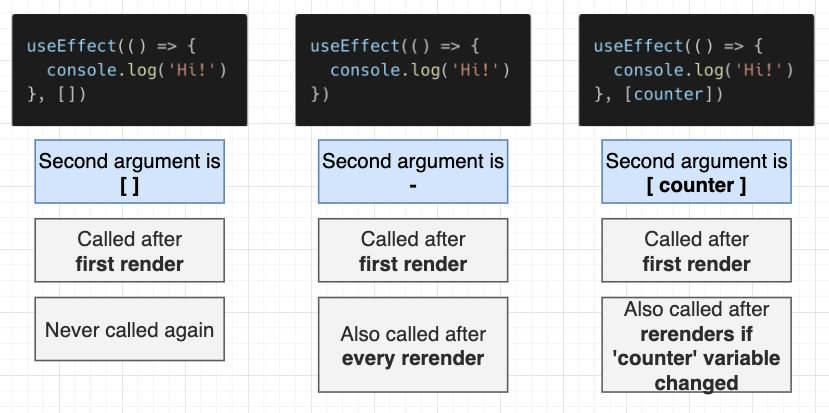 useEffect(() => {
  console.log('Hi!')
}, [])
Second argument is
[ ]
Called after
first render
Never called again
useEffect(() => {
  console.log('Hi!')
})
Second argument is
-
Called after
first render
Also called after
every rerender
useEffect(() => {
  console.log('Hi!')
}, [counter])
Second argument is
[ counter ]
Called after
first render
Also called after
rerenders if
'counter' variable
changed